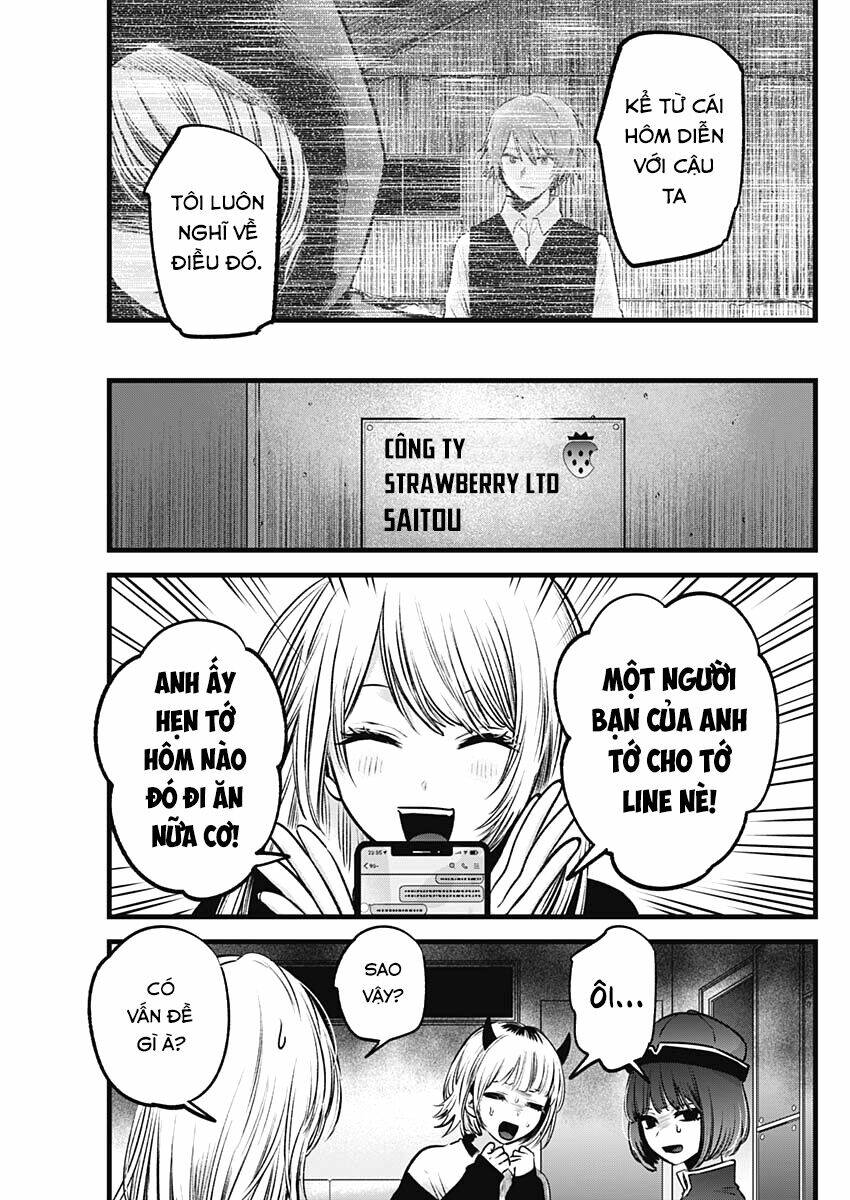 KỂ TỪ CÁI
HÔM DIỄN
VỚI CẬU
TA
TÔI LUÔN
NGHĨ VỀ
ĐIỀU ĐÓ.
CÔNG TY
STRAWBERRY LTD
SAITOU
MỘT NGƯỜI
BẠN CỦA ANH
TỚ CHO TỚ
LINE NÈ!
ANH ẤY
HẸN TỚ
HÔM NÀO
ĐÓ ĐI ĂN
NỮA CƠ!
ÔI...
SAO
VẬY?
CÓ
VẤN ĐỀ
GÌ À?